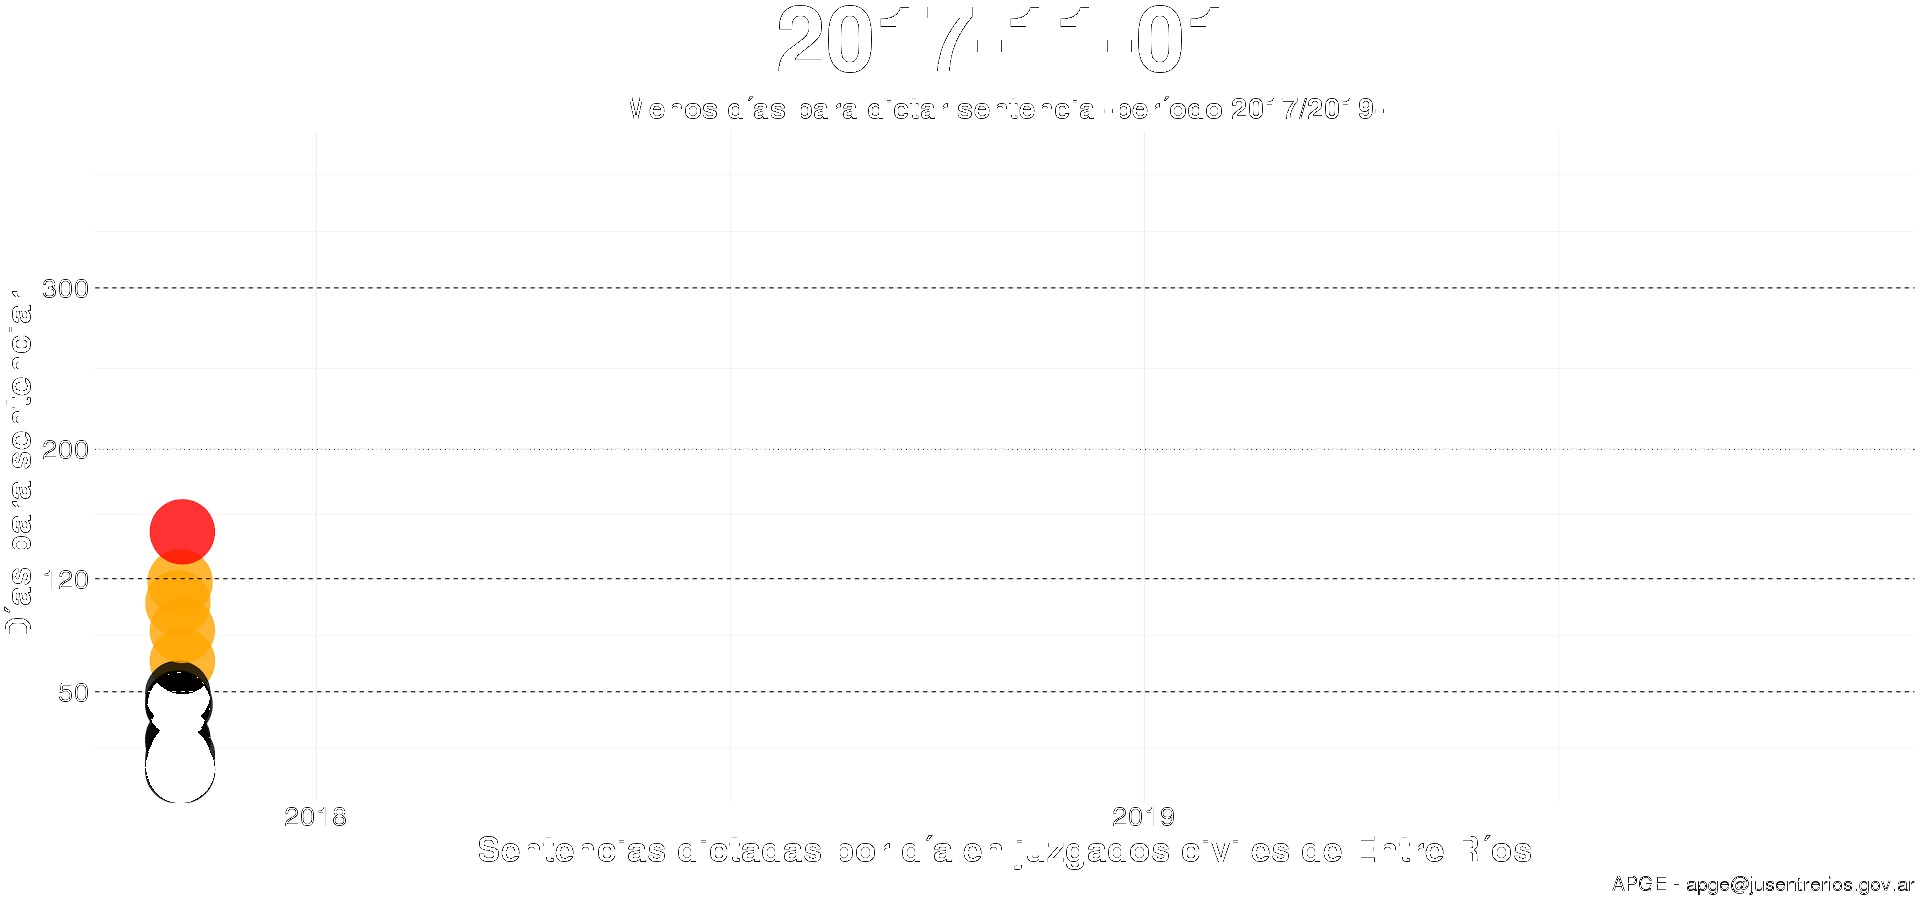 2017-11-01
Menos días para dictar sentencia -período 2017/2019-
Días para sentenciar
300
200
120
50
2018
2019
Sentencias dictadas por día en juzgados civiles de Entre Ríos
APGE - apge@jusentrerios.gov.ar